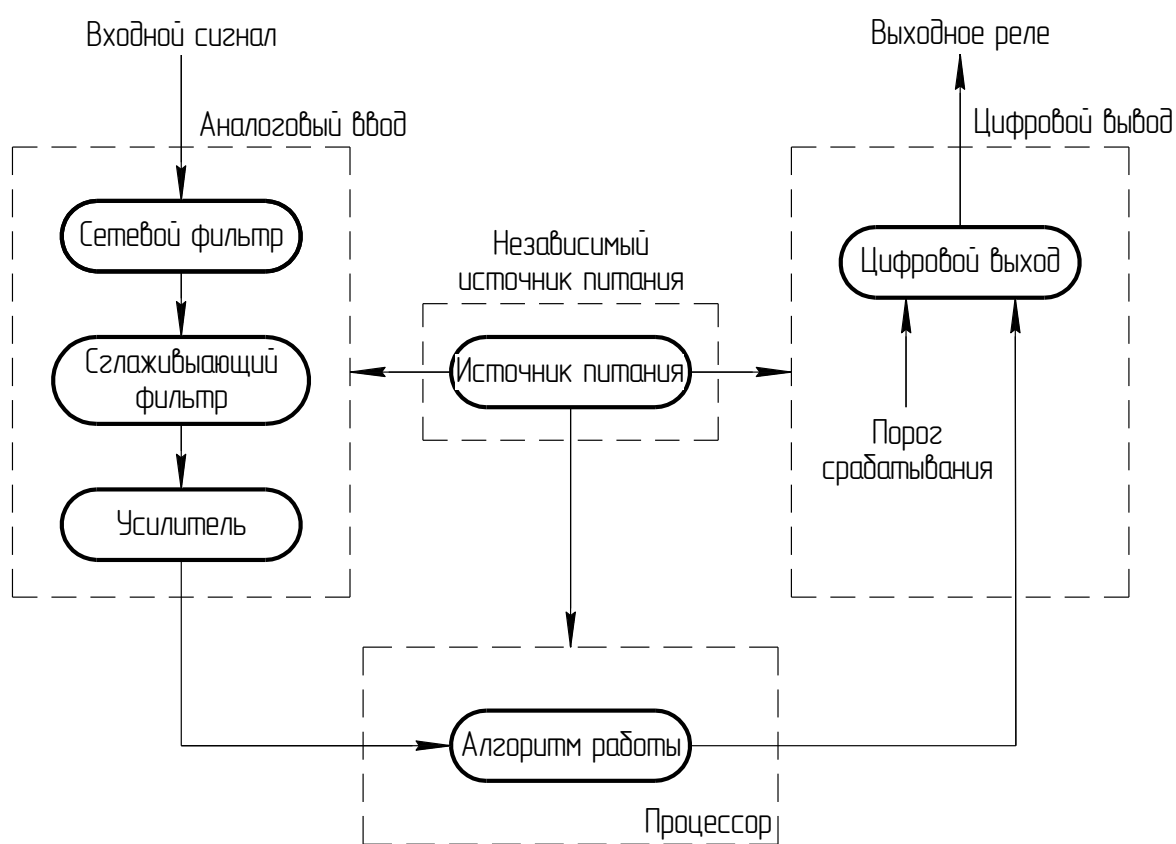 Входной сигнал
Выходное реле
Аналоговый ввод
Цифровой вывод
Сетевой фильтр
Независимый
источник питания
Цифровой выход
Сглаживыающий
фильтр
Источник питания
Порог
срабатывания
Усилитель
Алгоритм работы
Процессор